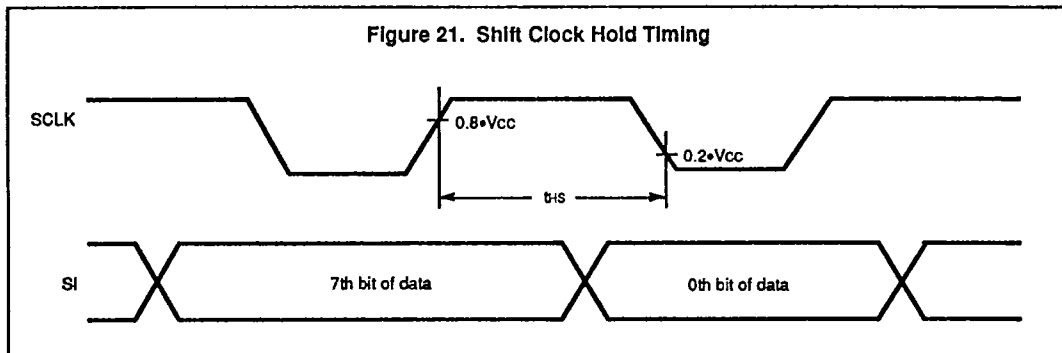 Figure 21. Shift Clock Hold Timing
SCLK
0.8•Vcc
0.2•Vcc
tHS
SI
7th bit of data
0th bit of data